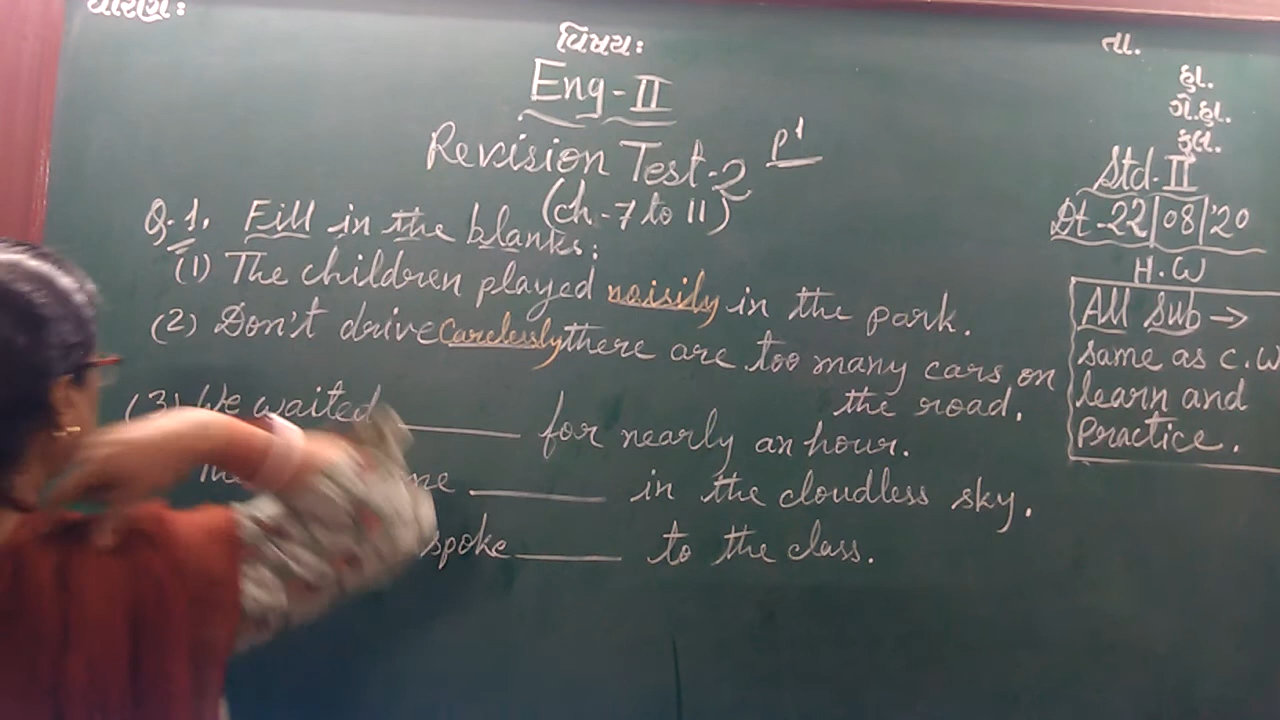 ધોરણ:
વિષય:
તા.
હા.
ગે.હા.
કુલ.
Eng-II
Revision Test-2 P1
(ch-7 to 11)
Std-II
Dt-22|08|'20
H.W
All Sub →
same as c.w
learn and
practice.
Q.1. Fill in the blanks:
(1) The children played noisily in the park.
(2) Don't drive Carelessly there are too many cars on
the road.
(3) We waited ______ for nearly an hour.
______ in the cloudless sky.
spoke ______ to the class.